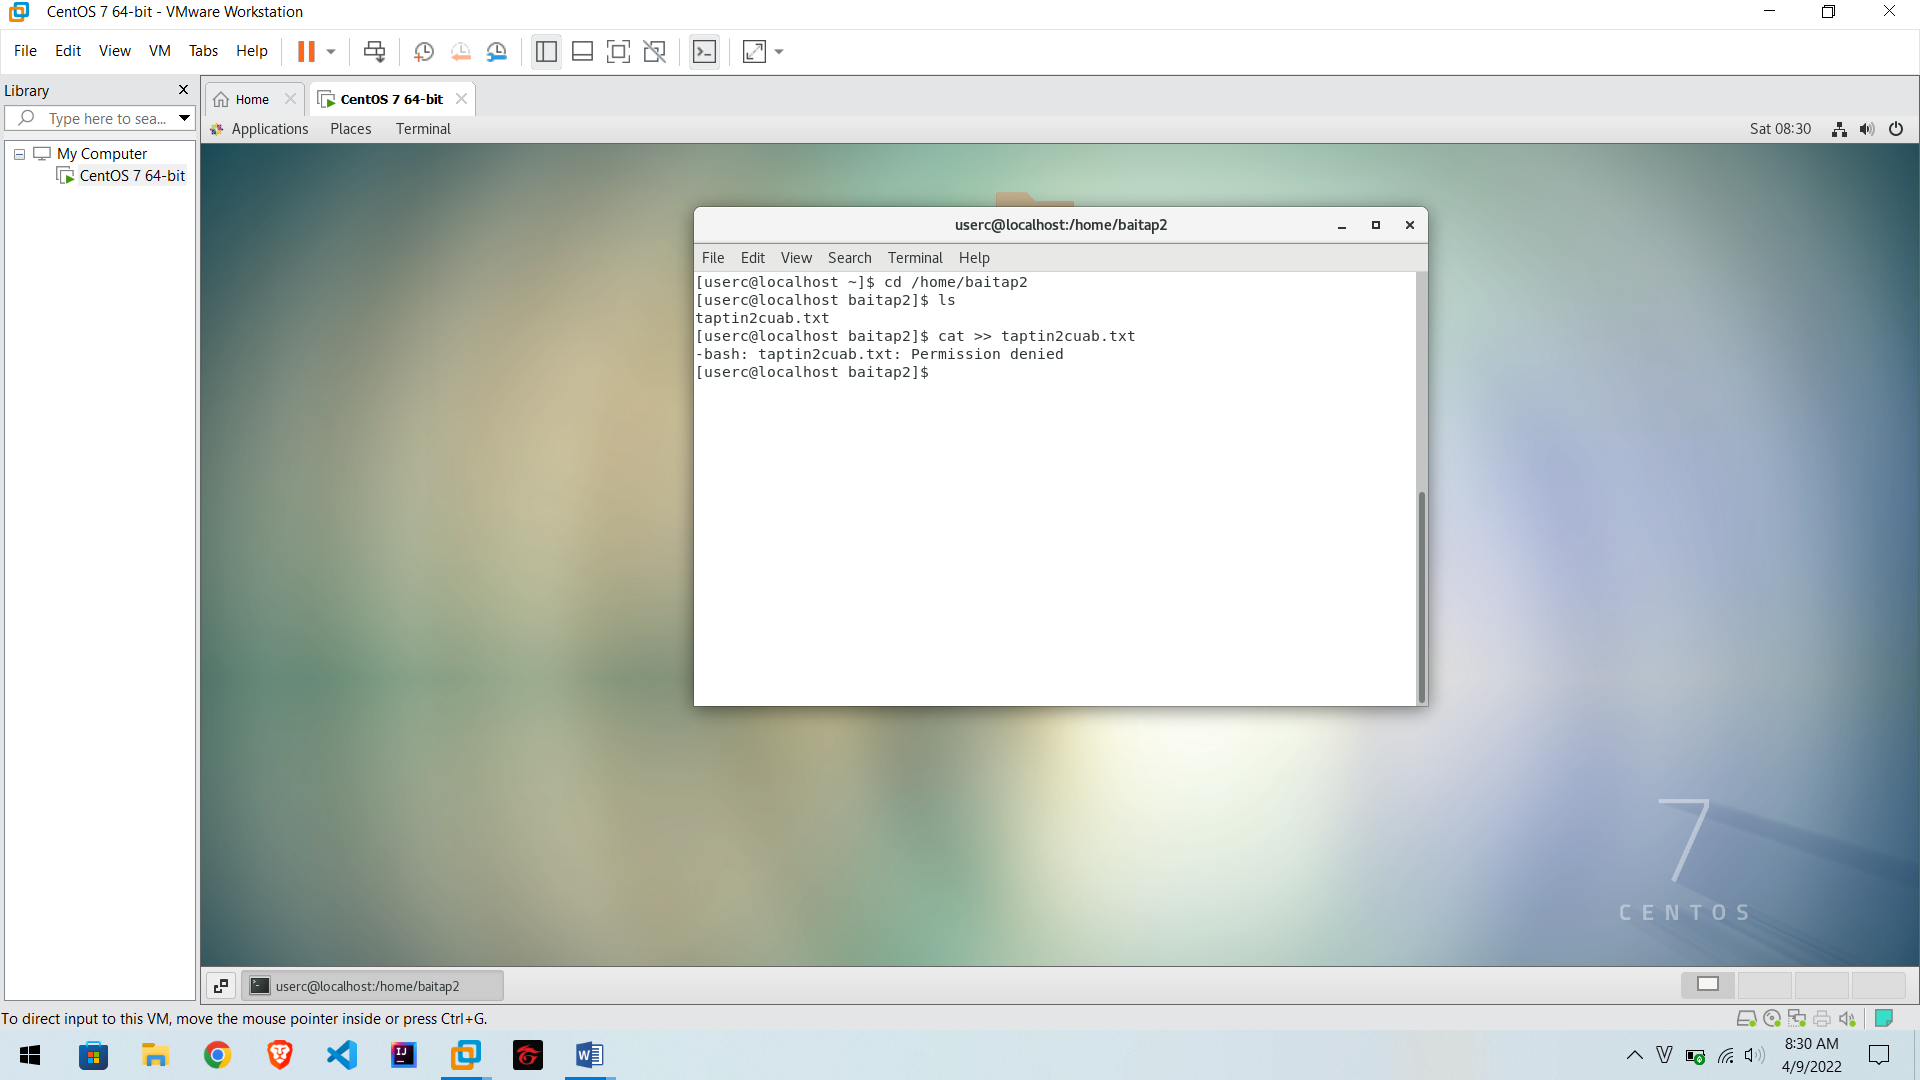 CentOS 7 64-bit - VMware Workstation
File Edit View VM Tabs Help
Library
Type here to sea...
My Computer
CentOS 7 64-bit
Home
CentOS 7 64-bit
Applications Places Terminal
Sat 08:30
userc@localhost:/home/baitap2
File Edit View Search Terminal Help
[userc@localhost ~]$ cd /home/baitap2
[userc@localhost baitap2]$ ls
taptin2cuab.txt
[userc@localhost baitap2]$ cat >> taptin2cuab.txt
-bash: taptin2cuab.txt: Permission denied
[userc@localhost baitap2]$
7
CENTOS
userc@localhost:/home/baitap2
To direct input to this VM, move the mouse pointer inside or press Ctrl+G.
IJ
W
V
8:30 AM
4/9/2022